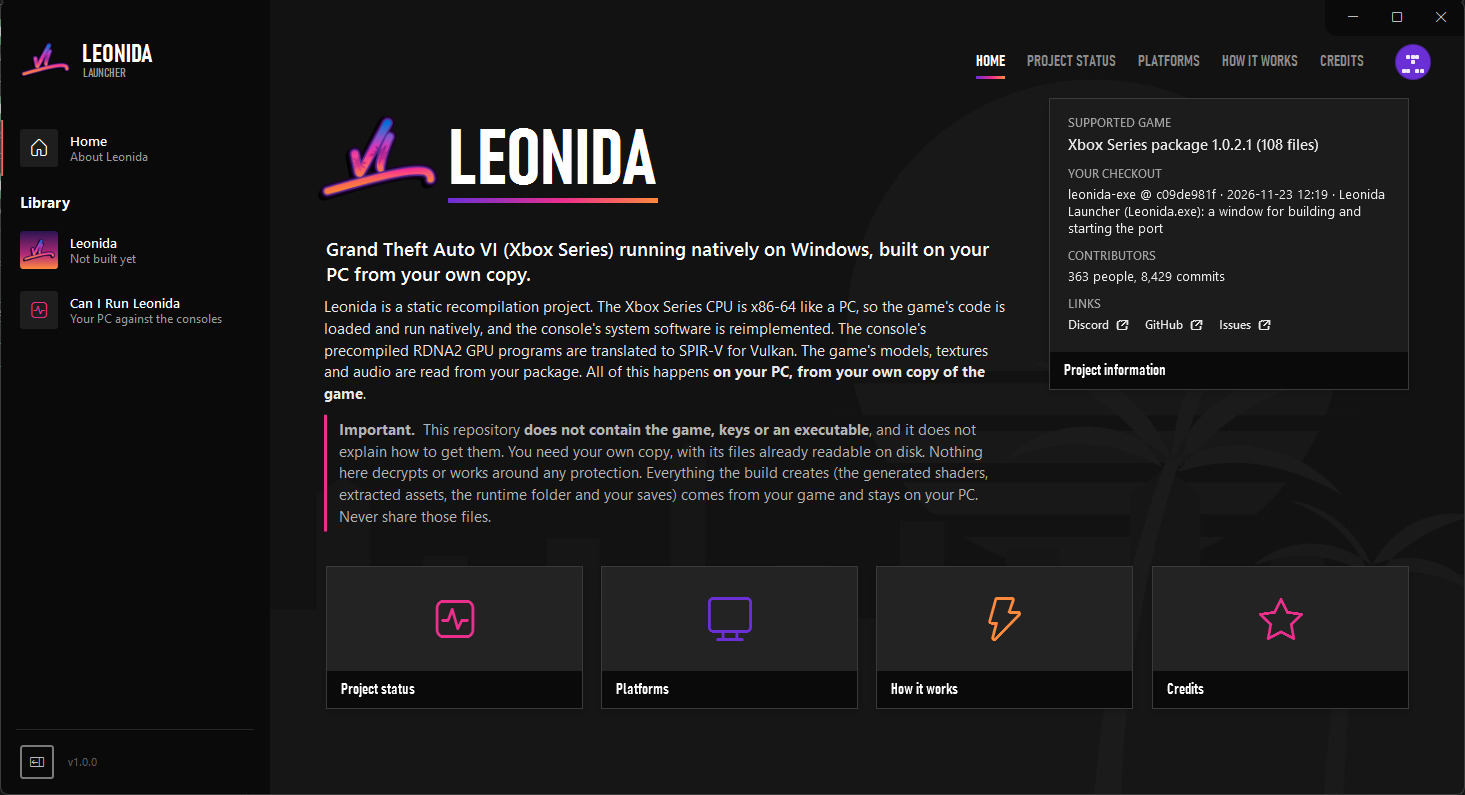 LEONIDA
LAUNCHER
Home
About Leonida
Library
Leonida
Not built yet
Can I Run Leonida
Your PC against the consoles
v1.0.0
HOME
PROJECT STATUS
PLATFORMS
HOW IT WORKS
CREDITS
VI
LEONIDA
Grand Theft Auto VI (Xbox Series) running natively on Windows, built on your
PC from your own copy.
Leonida is a static recompilation project. The Xbox Series CPU is x86-64 like a PC, so the game's code is
loaded and run natively, and the console's system software is reimplemented. The console's
precompiled RDNA2 GPU programs are translated to SPIR-V for Vulkan. The game's models, textures
and audio are read from your package. All of this happens on your PC, from your own copy of the
game.
Important. This repository does not contain the game, keys or an executable, and it does not
explain how to get them. You need your own copy, with its files already readable on disk. Nothing
here decrypts or works around any protection. Everything the build creates (the generated shaders,
extracted assets, the runtime folder and your saves) comes from your game and stays on your PC.
Never share those files.
SUPPORTED GAME
Xbox Series package 1.0.2.1 (108 files)
YOUR CHECKOUT
leonida-exe @ c09de981f · 2026-11-23 12:19 · Leonida
Launcher (Leonida.exe): a window for building and
starting the port
CONTRIBUTORS
363 people, 8,429 commits
LINKS
Discord
GitHub
Issues
Project information
Project status
Platforms
How it works
Credits